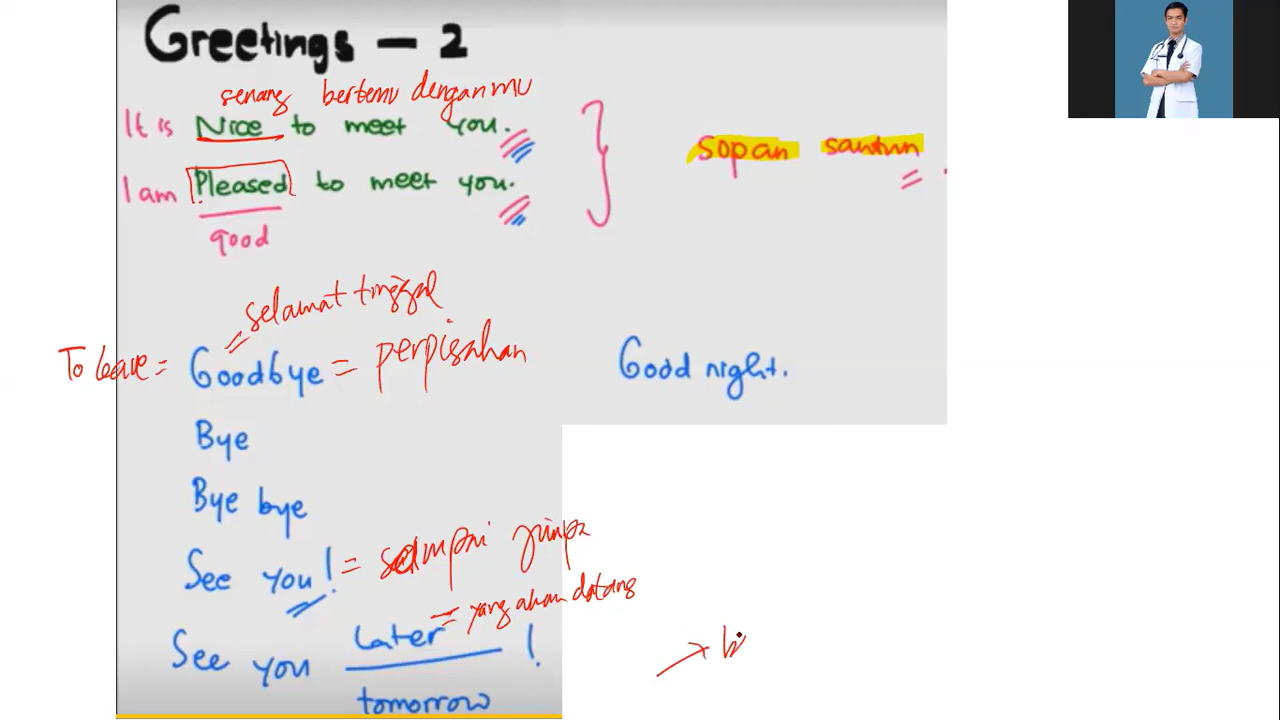 Greetings - 2
senang bertemu denganmu
It is Nice to meet you.
sopan santun
I am Pleased to meet you.
good
selamat tinggal
To leave = Goodbye = perpisahan
Good night.
Bye
Bye bye
See you! = sampai jumpa
= yang akan datang
See you later !
tomorrow